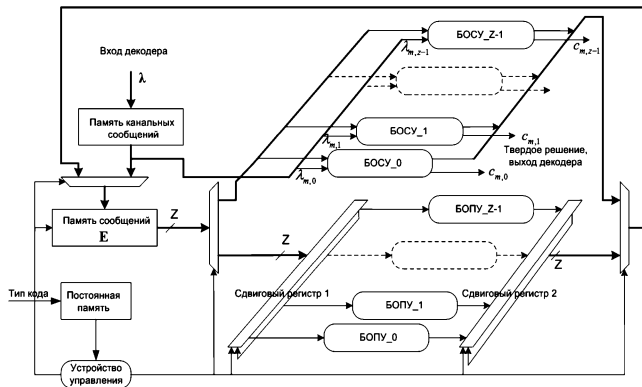 Вход декодера
λ
Память канальных
сообщений
Память сообщений
E
Z
Тип кода
Постоянная
память
Устройство
управления
БОСУ_Z-1
λm,z−1
cm,z−1
БОСУ_1
λm,1
cm,1
Твердое решение,
выход декодера
БОСУ_0
λm,0
cm,0
БОПУ_Z-1
Z
Z
Сдвиговый регистр 1
Сдвиговый регистр 2
БОПУ_1
БОПУ_0